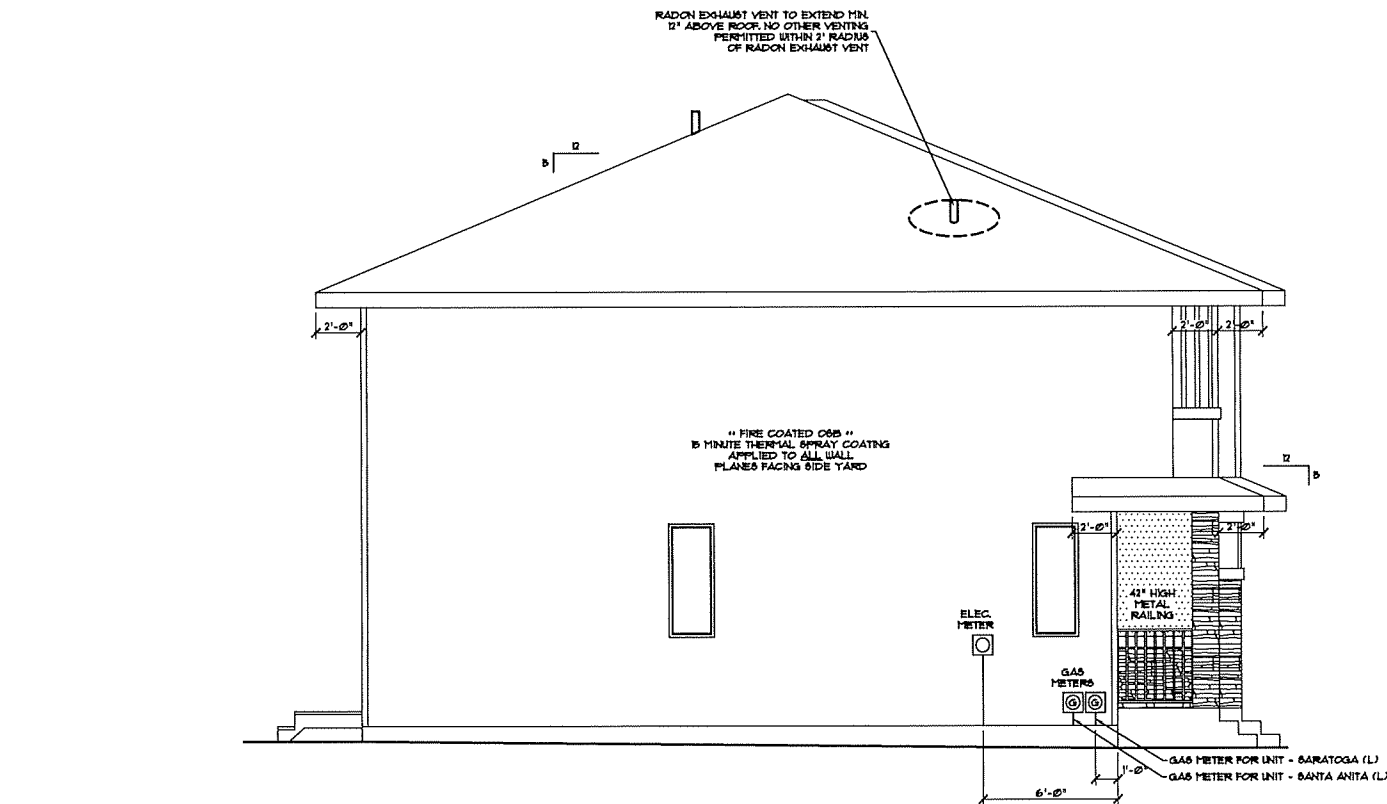 RADON EXHAUST VENT TO EXTEND MIN.
12" ABOVE ROOF. NO OTHER VENTING
PERMITTED WITHIN 2' RADIUS
OF RADON EXHAUST VENT
12
5
2'-0"
2'-0"
2'-0"
** FIRE COATED OSB **
15 MINUTE THERMAL SPRAY COATING
APPLIED TO ALL WALL
PLANES FACING SIDE YARD
12
5
2'-0"
2'-0"
42" HIGH
METAL
RAILING
ELEC.
METER
GAS
METERS
G
G
GAS METER FOR UNIT - SARATOGA (L)
1'-0"
GAS METER FOR UNIT - SANTA ANITA (L)
6'-0"